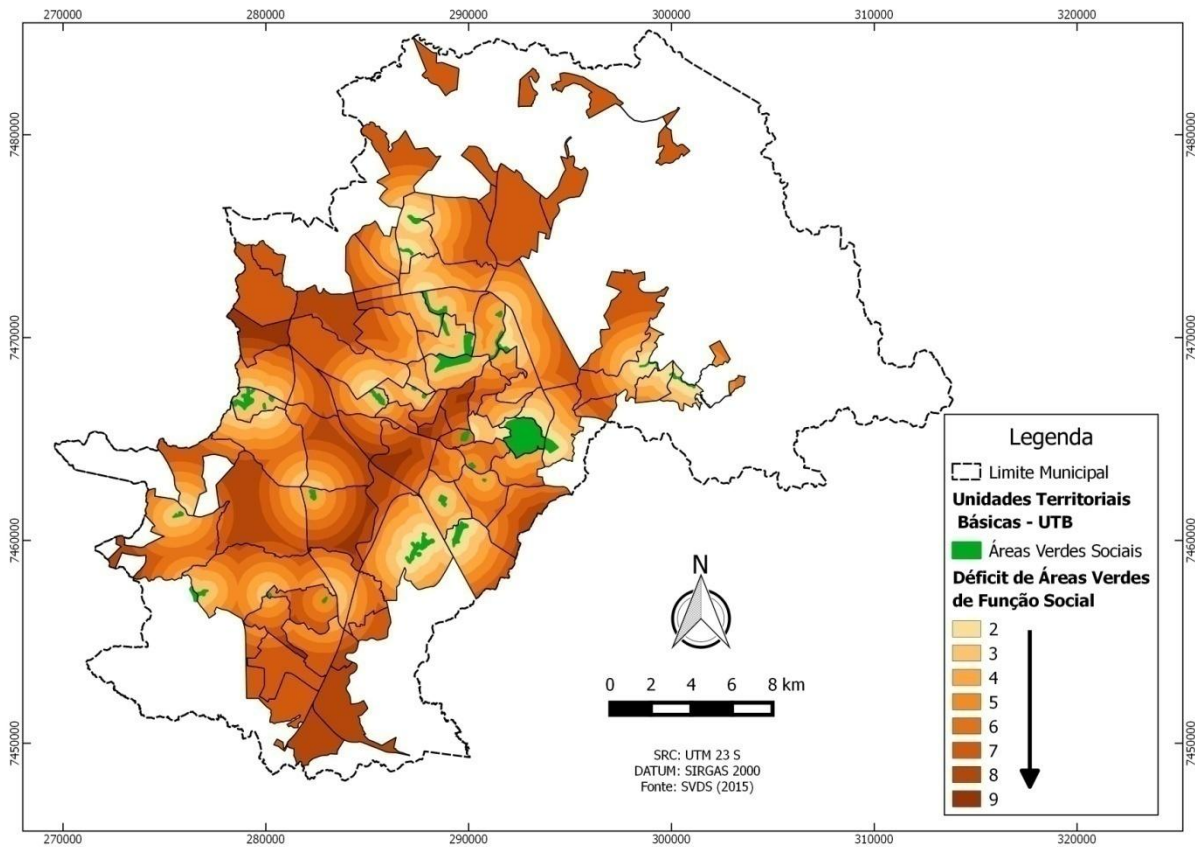 270000 280000 290000 300000 310000 320000
7480000
7480000
7470000
7470000
7460000
7460000
7450000
7450000
Legenda
Limite Municipal
Unidades Territoriais
Básicas - UTB
Áreas Verdes Sociais
Déficit de Áreas Verdes
de Função Social
2
3
4
5
6
7
8
9
N
0 2 4 6 8 km
SRC: UTM 23 S
DATUM: SIRGAS 2000
Fonte: SVDS (2015)
270000 280000 290000 300000 310000 320000